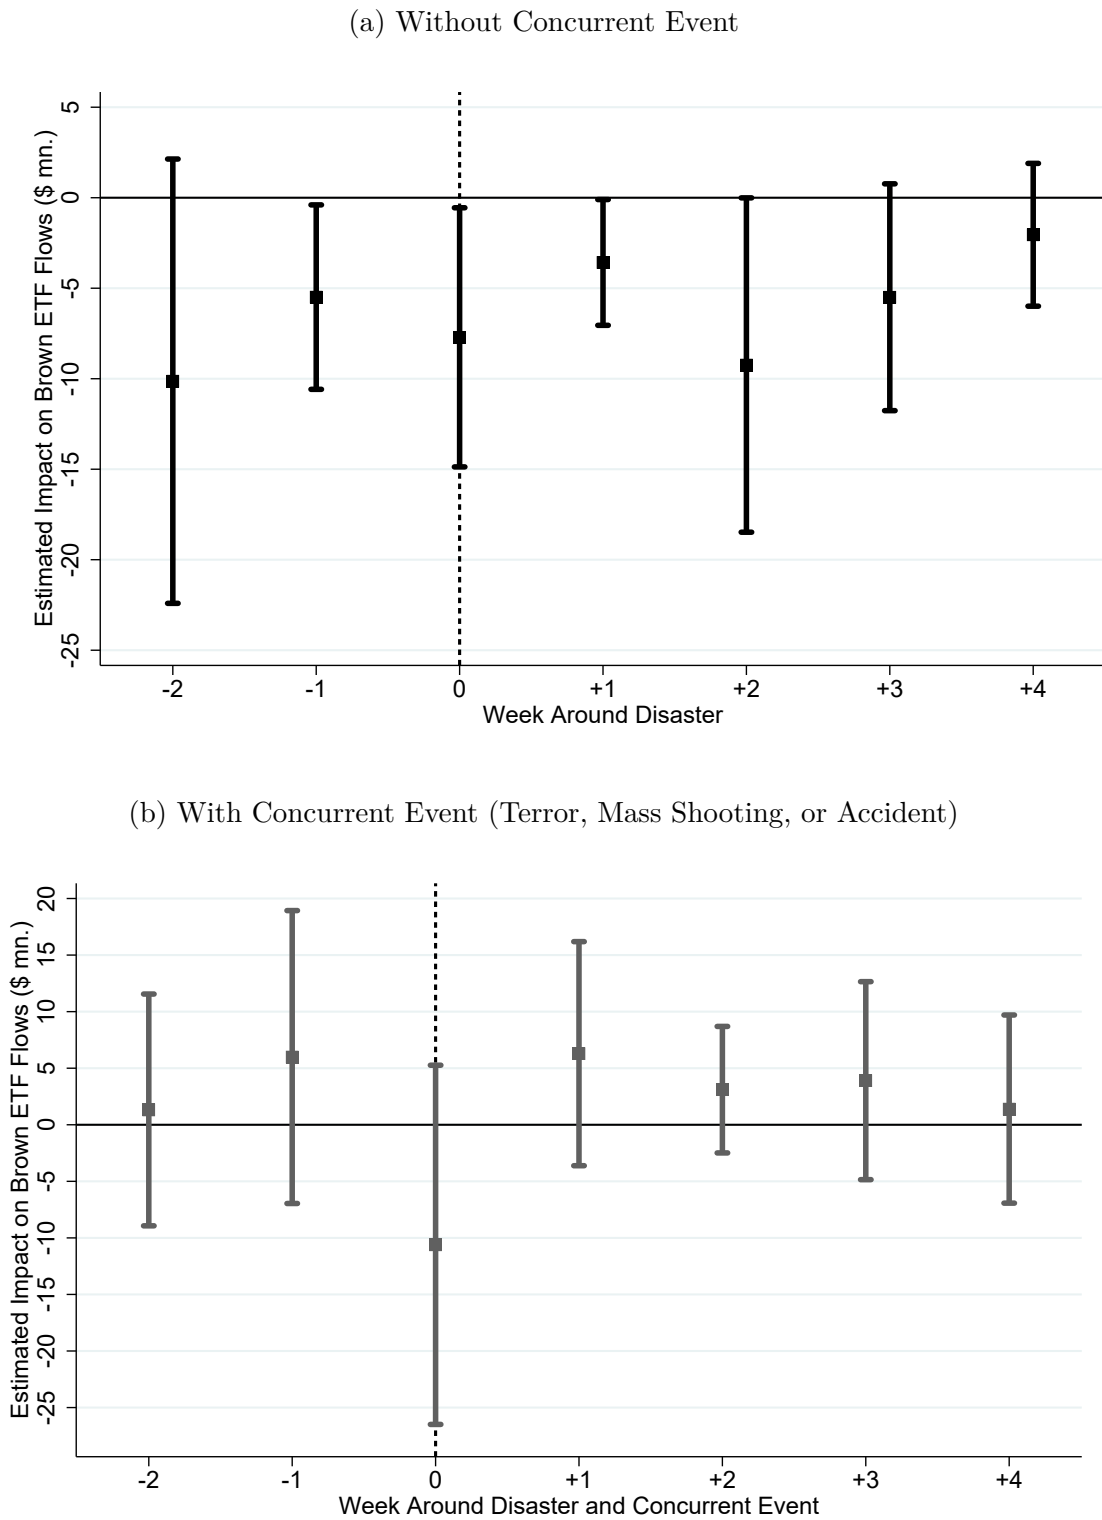 (a) Without Concurrent Event
Estimated Impact on Brown ETF Flows ($ mn.)
5
0
-5
-10
-15
-20
-25
-2 -1 0 +1 +2 +3 +4
Week Around Disaster
(b) With Concurrent Event (Terror, Mass Shooting, or Accident)
Estimated Impact on Brown ETF Flows ($ mn.)
20
15
10
5
0
-5
-10
-15
-20
-25
-2 -1 0 +1 +2 +3 +4
Week Around Disaster and Concurrent Event